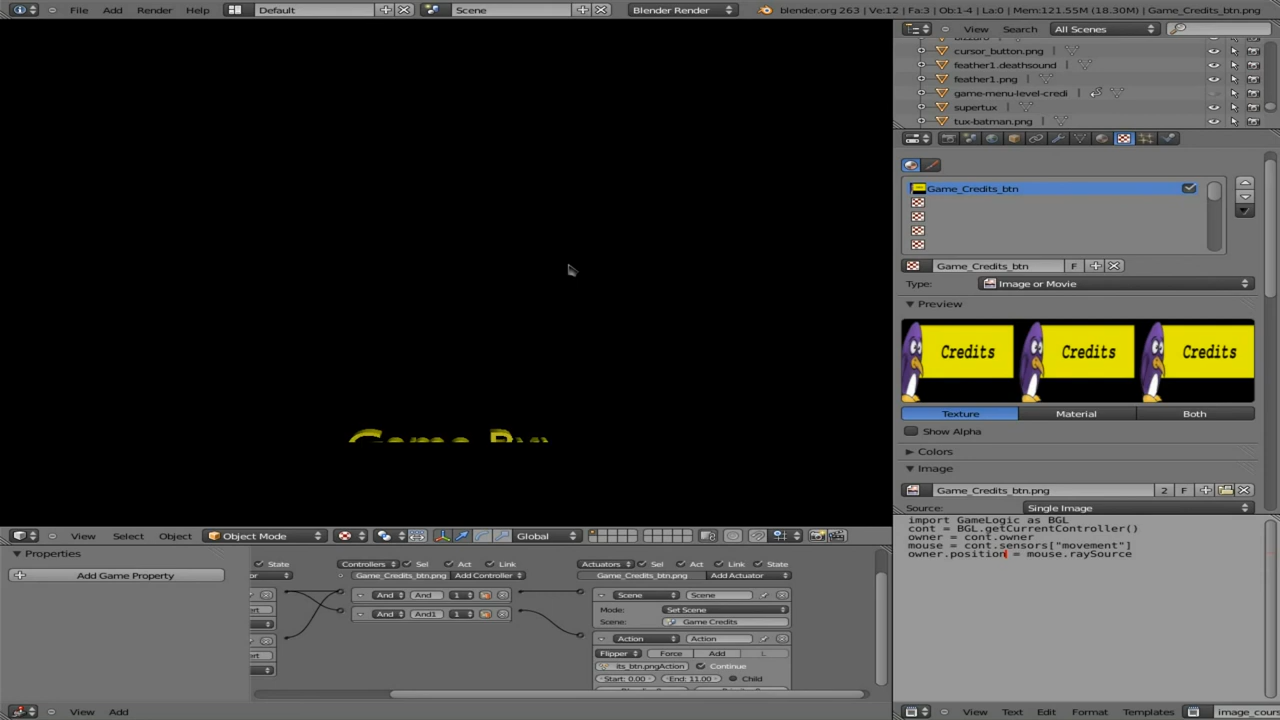 File Add Render Help Default Scene Blender Render blender.org 263 | Ve:12 | Fa:3 | Ob:1-4 | La:0 | Mem:121.55M (18.30M) | Game_Credits_btn.png
View Search All Scenes
cursor_button.png
feather1.deathsound
feather1.png
game-menu-level-credi
supertux
tux-batman.png
Game_Credits_btn
Game_Credits_btn F
Type: Image or Movie
Preview
Credits Credits Credits
Texture Material Both
Show Alpha
Colors
Image
Game_Credits_btn.png 2 F
Source: Single Image
import GameLogic as BGL
cont = BGL.getCurrentController()
owner = cont.owner
mouse = cont.sensors["movement"]
owner.position = mouse.raySource
View Text Edit Format Templates image_cours
View Select Object Object Mode Global
Properties
Add Game Property
State Controllers Sel Act Link
Game_Credits_btn.png Add Controller
And And 1
And And1 1
Actuators Sel Act Link State
Game_Credits_btn.png Add Actuator
Scene Scene
Mode: Set Scene
Scene: Game Credits
Action Action
Flipper Force Add L
its_btn.pngAction Continue
Start: 0.00 End: 11.00 Child
View Add